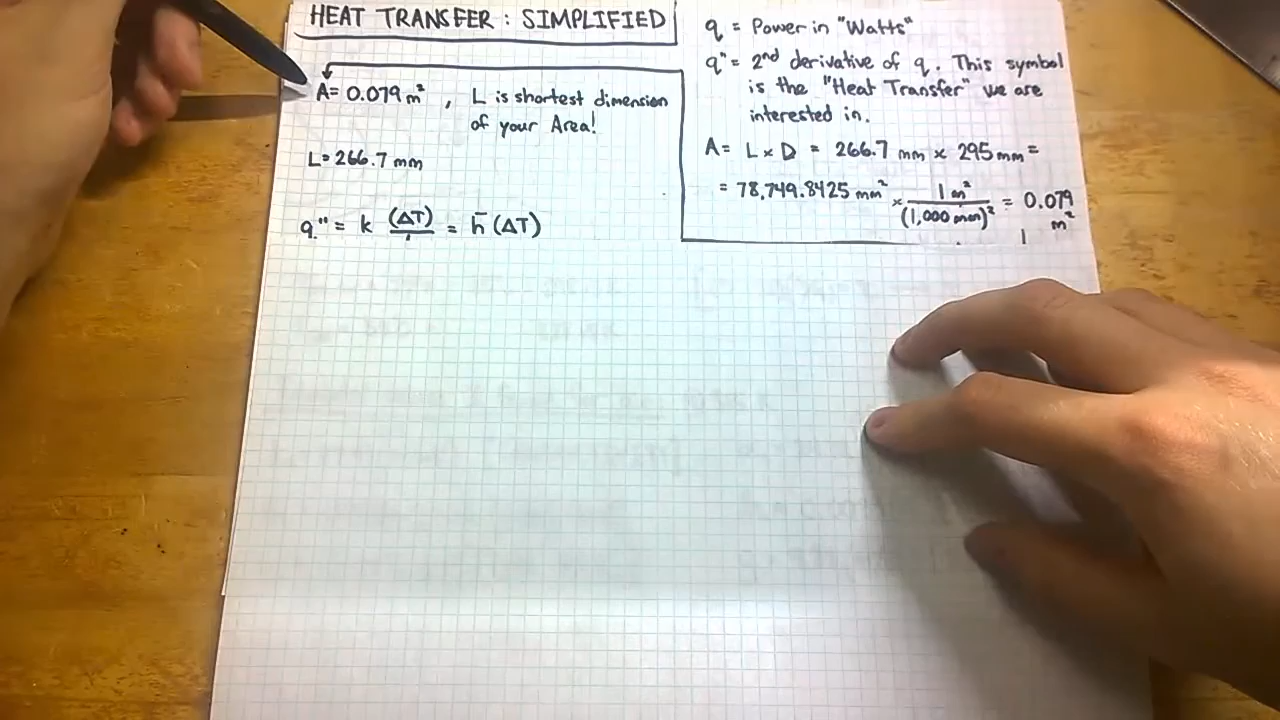 HEAT TRANSFER : SIMPLIFIED
A= 0.079 m² , L is shortest dimension
of your Area!
L= 266.7 mm
q" = k (ΔT)/L = h̄ (ΔT)
q = Power in "Watts"
q" = 2nd derivative of q. This symbol
is the "Heat Transfer" we are
interested in.
A= L x D = 266.7 mm x 295 mm =
= 78,749.8425 mm² x 1 m²/(1,000 mm)² = 0.079
m²